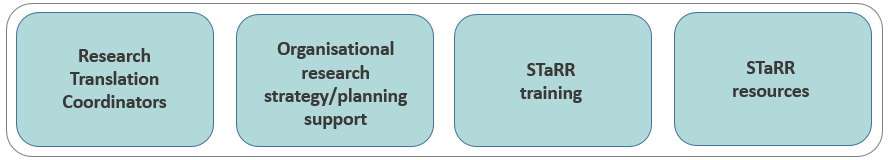 Research
Translation
Coordinators
Organisational
research
strategy/planning
support
STaRR
training
STaRR
resources